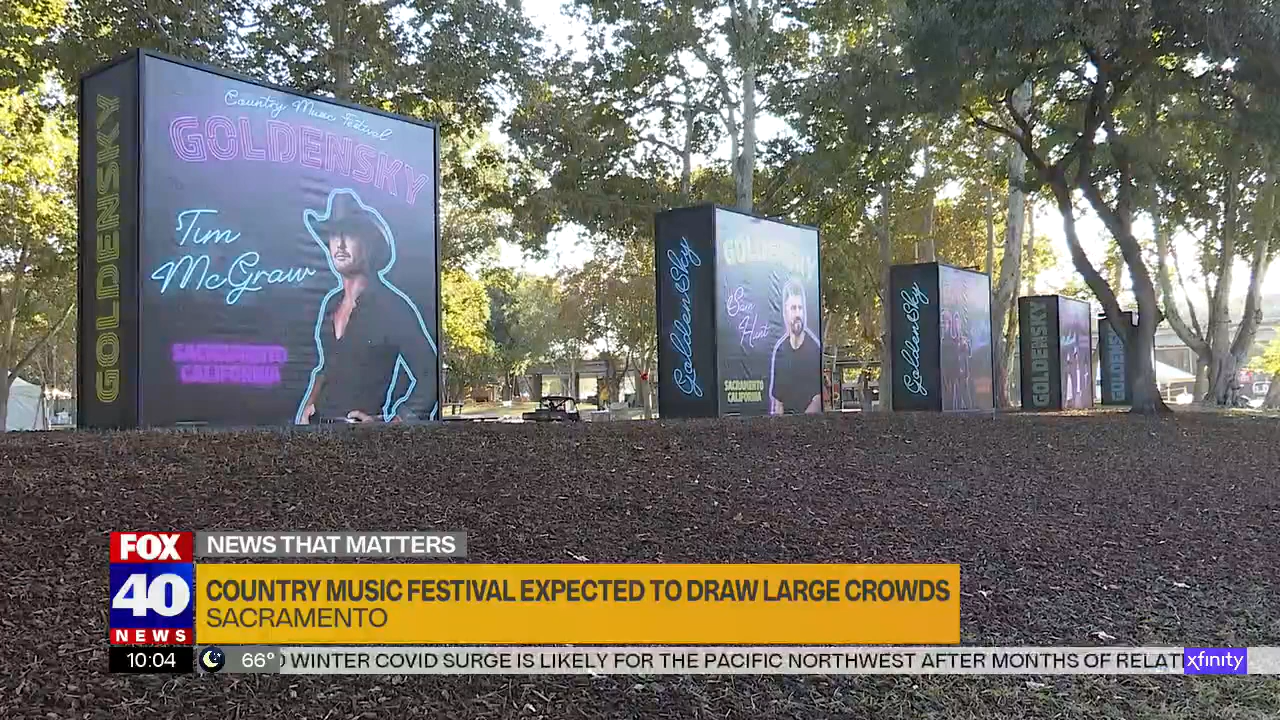 GOLDENSKY
Country Music Festival
GOLDENSKY
Tim
McGraw
SACRAMENTO
CALIFORNIA
GoldenSky
GOLDENSKY
Sam
Hunt
SACRAMENTO
CALIFORNIA
GoldenSky
GOLDENSKY
GOLDENSKY
FOX
40
NEWS
NEWS THAT MATTERS
COUNTRY MUSIC FESTIVAL EXPECTED TO DRAW LARGE CROWDS
SACRAMENTO
10:04
66°
WINTER COVID SURGE IS LIKELY FOR THE PACIFIC NORTHWEST AFTER MONTHS OF RELAT
xfinity